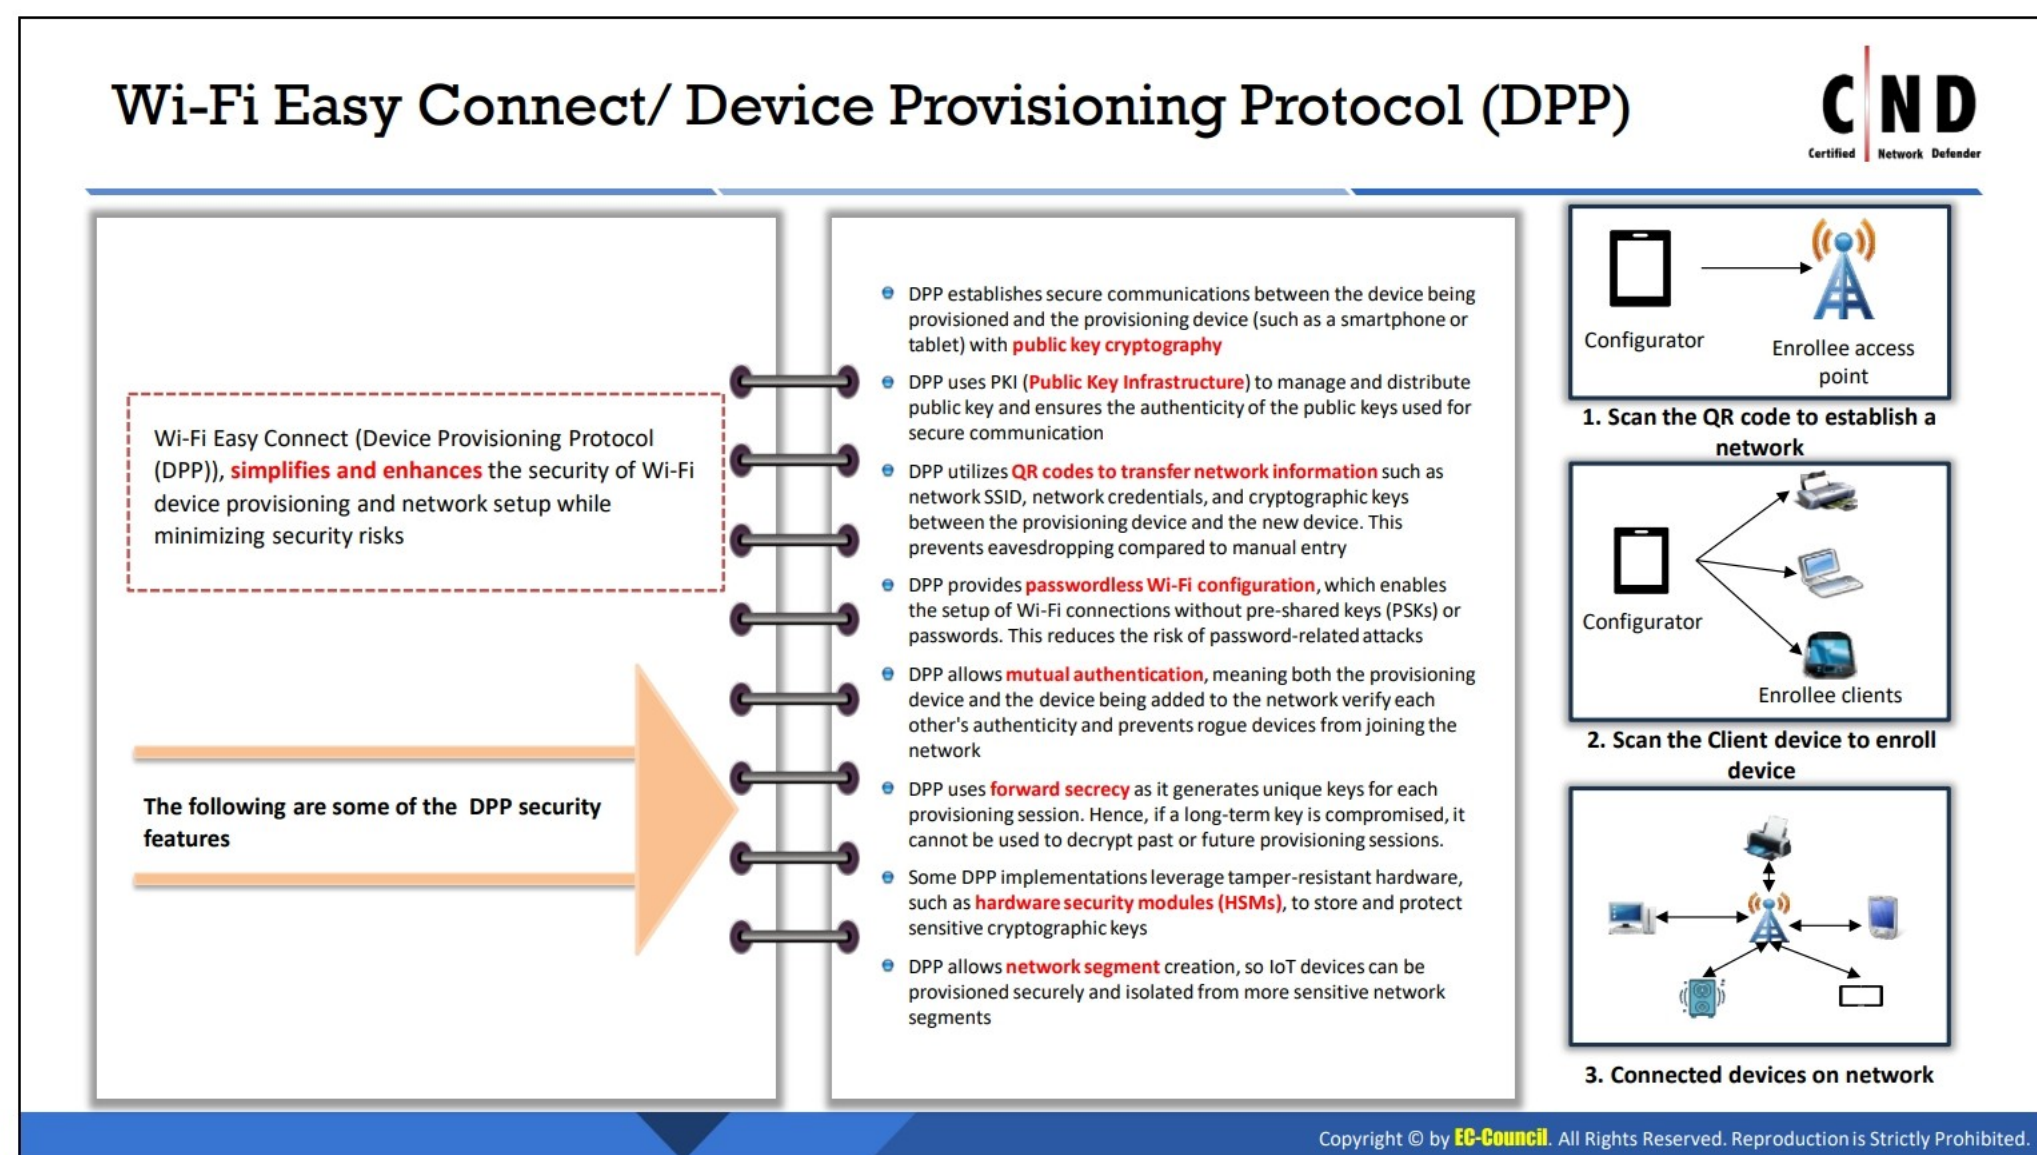 Wi-Fi Easy Connect/ Device Provisioning Protocol (DPP)
C N D
Certified Network Defender
Wi-Fi Easy Connect (Device Provisioning Protocol
(DPP)), simplifies and enhances the security of Wi-Fi
device provisioning and network setup while
minimizing security risks
The following are some of the DPP security
features
DPP establishes secure communications between the device being
provisioned and the provisioning device (such as a smartphone or
tablet) with public key cryptography
DPP uses PKI (Public Key Infrastructure) to manage and distribute
public key and ensures the authenticity of the public keys used for
secure communication
DPP utilizes QR codes to transfer network information such as
network SSID, network credentials, and cryptographic keys
between the provisioning device and the new device. This
prevents eavesdropping compared to manual entry
DPP provides passwordless Wi-Fi configuration, which enables
the setup of Wi-Fi connections without pre-shared keys (PSKs) or
passwords. This reduces the risk of password-related attacks
DPP allows mutual authentication, meaning both the provisioning
device and the device being added to the network verify each
other's authenticity and prevents rogue devices from joining the
network
DPP uses forward secrecy as it generates unique keys for each
provisioning session. Hence, if a long-term key is compromised, it
cannot be used to decrypt past or future provisioning sessions.
Some DPP implementations leverage tamper-resistant hardware,
such as hardware security modules (HSMs), to store and protect
sensitive cryptographic keys
DPP allows network segment creation, so IoT devices can be
provisioned securely and isolated from more sensitive network
segments
Configurator
Enrollee access
point
1. Scan the QR code to establish a
network
Configurator
Enrollee clients
2. Scan the Client device to enroll
device
3. Connected devices on network
Copyright © by EC-Council. All Rights Reserved. Reproduction is Strictly Prohibited.